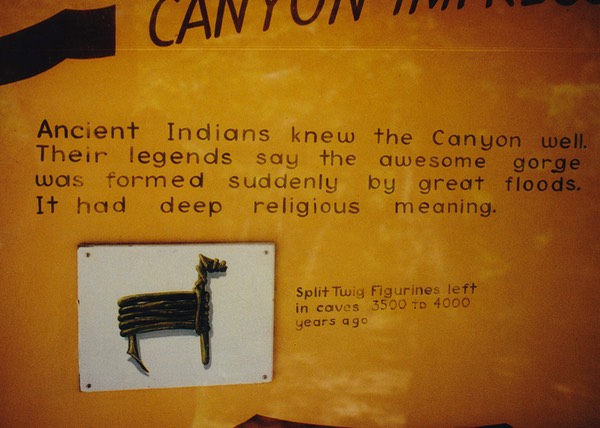 CANYON
Ancient Indians knew the Canyon well.
Their legends say the awesome gorge
was formed suddenly by great floods.
It had deep religious meaning.
Split Twig Figurines left
in caves 3500 to 4000
years ago